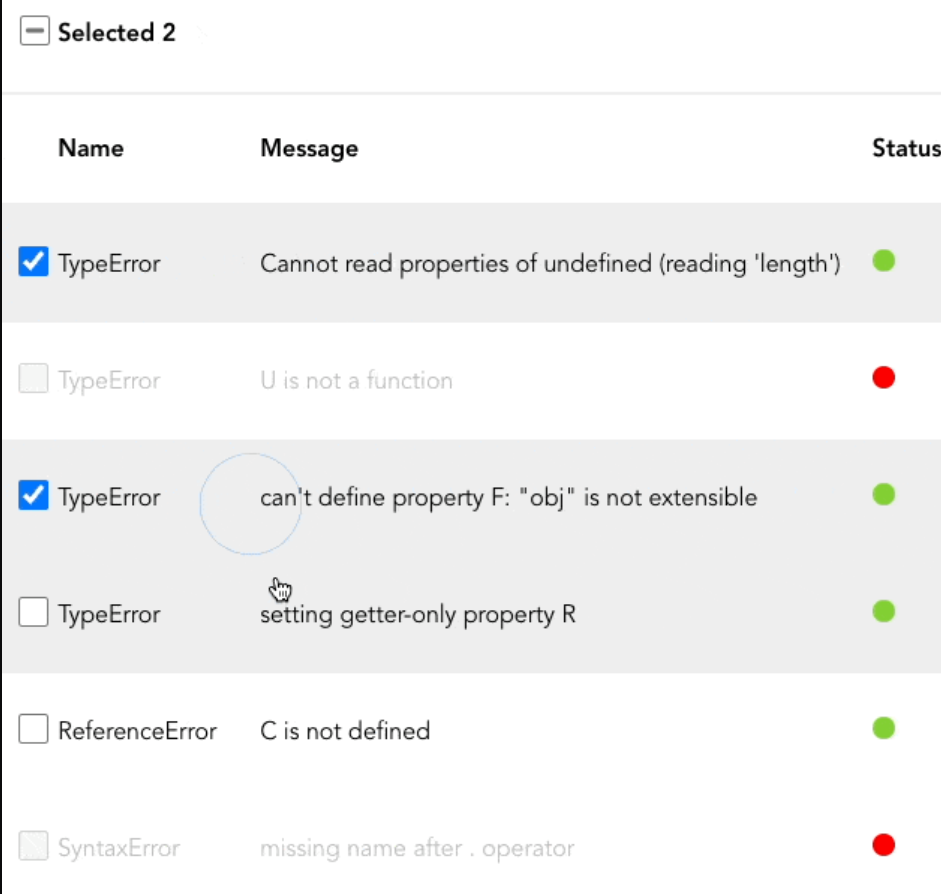 Selected 2
Name Message Status
TypeError Cannot read properties of undefined (reading 'length')
TypeError U is not a function
TypeError can't define property F: "obj" is not extensible
TypeError setting getter-only property R
ReferenceError C is not defined
SyntaxError missing name after . operator